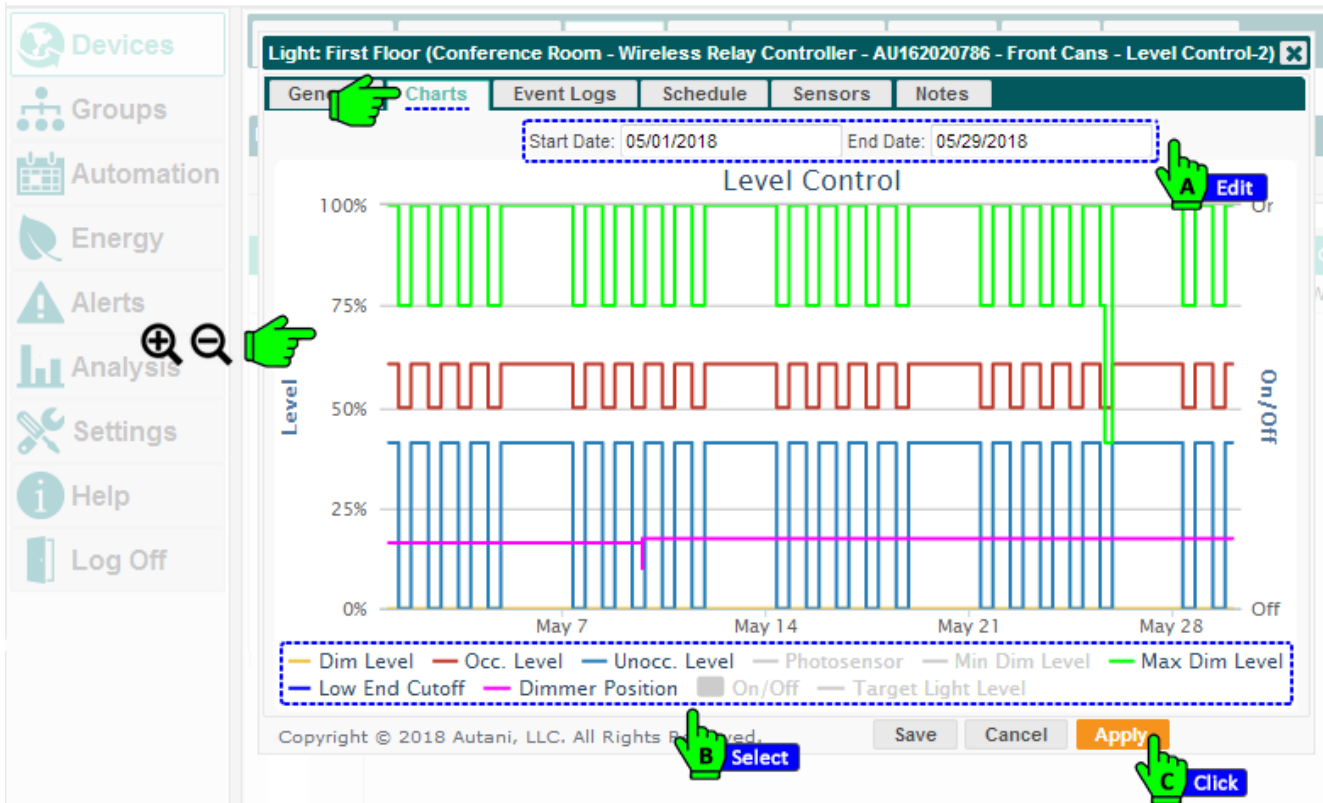 Devices
Groups
Automation
Energy
Alerts
Analysis
Settings
Help
Log Off
Light: First Floor (Conference Room - Wireless Relay Controller - AU162020786 - Front Cans - Level Control-2)
Charts Event Logs Schedule Sensors Notes
Start Date: 05/01/2018 End Date: 05/29/2018
A Edit
Level Control
100%
75%
50%
25%
0%
Off
Level
On/Off
May 7 May 14 May 21 May 28
Dim Level Occ. Level Unocc. Level Photosensor Min Dim Level Max Dim Level
Low End Cutoff Dimmer Position On/Off Target Light Level
Copyright © 2018 Autani, LLC. All Rights
Save Cancel Apply
B Select
C Click